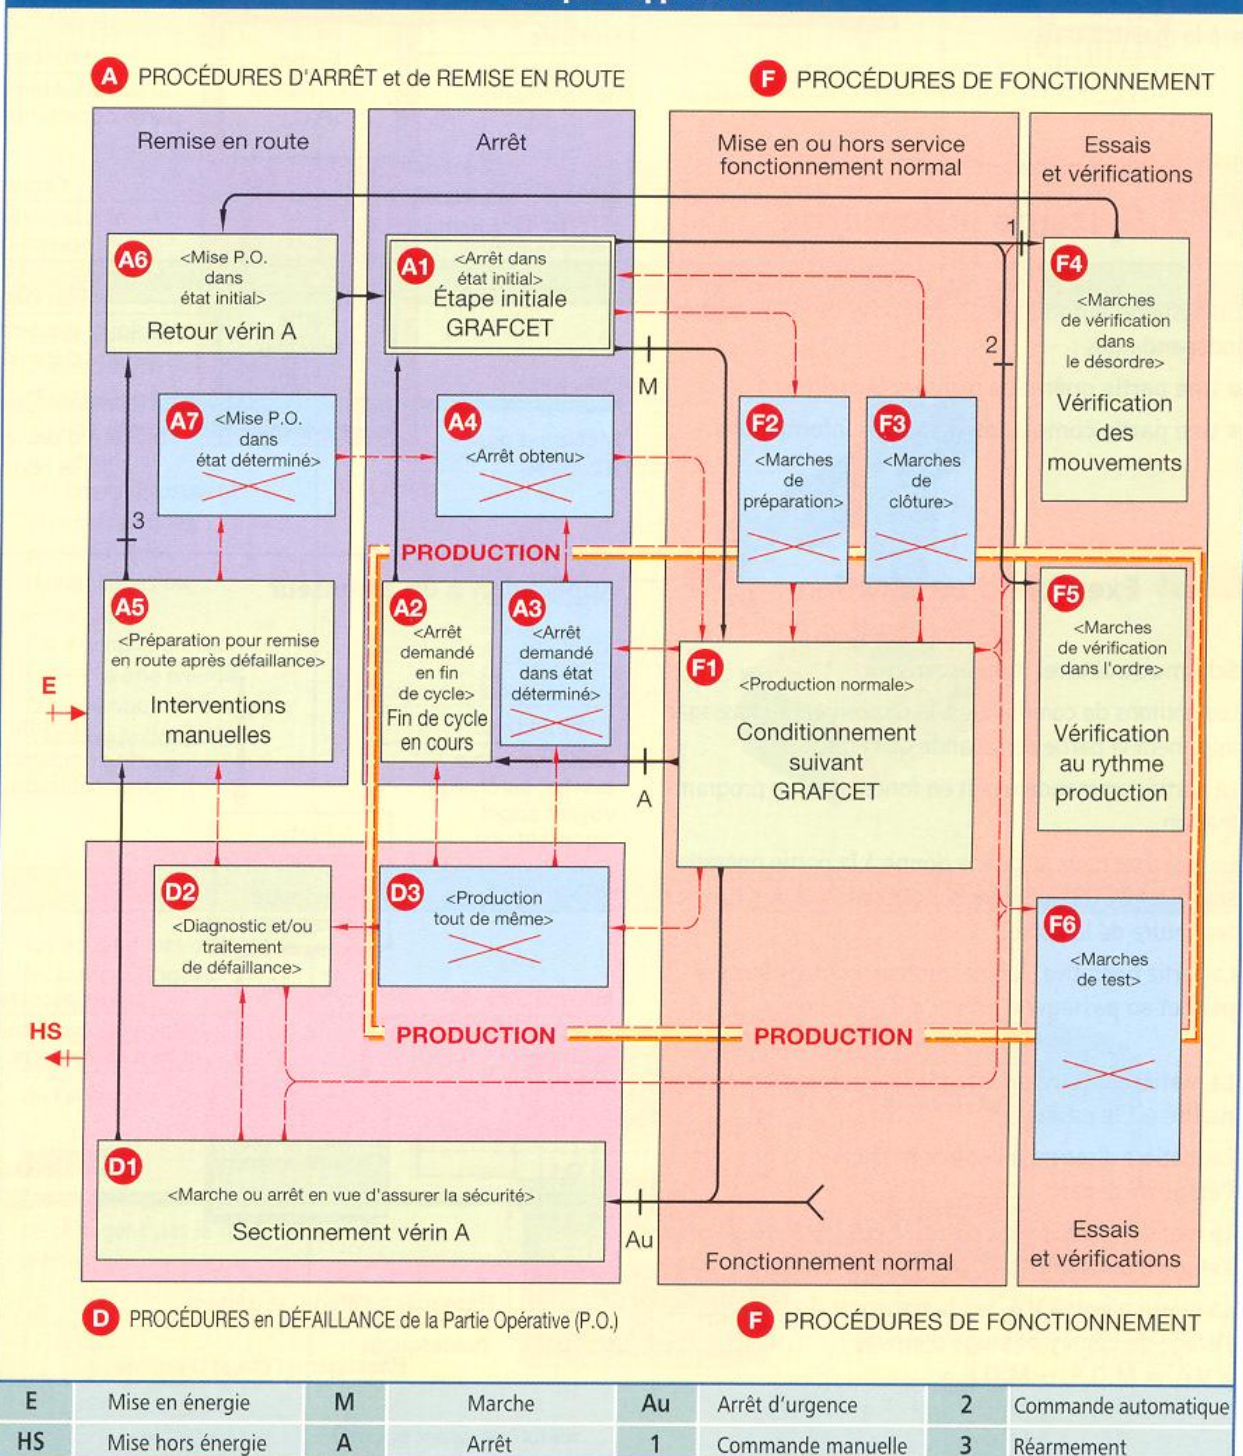 A PROCÉDURES D'ARRÊT et de REMISE EN ROUTE
F PROCÉDURES DE FONCTIONNEMENT
Remise en route
Arrêt
Mise en ou hors service
fonctionnement normal
Essais
et vérifications
A6
<Mise P.O.
dans
état initial>
Retour vérin A
A1
<Arrêt dans
état initial>
Étape initiale
GRAFCET
M
1
2
F4
<Marches
de vérification
dans
le désordre>
Vérification
des
mouvements
A7
<Mise P.O.
dans
état déterminé>
A4
<Arrêt obtenu>
F2
<Marches
de
préparation>
F3
<Marches
de
clôture>
3
PRODUCTION
A5
<Préparation pour remise
en route après défaillance>
Interventions
manuelles
E
A2
<Arrêt
demandé
en fin
de cycle>
Fin de cycle
en cours
A3
<Arrêt
demandé
dans état
déterminé>
F1
<Production normale>
Conditionnement
suivant
GRAFCET
A
F5
<Marches
de vérification
dans l'ordre>
Vérification
au rythme
production
D2
<Diagnostic et/ou
traitement
de défaillance>
D3
<Production
tout de même>
F6
<Marches
de test>
HS
PRODUCTION
PRODUCTION
D1
<Marche ou arrêt en vue d'assurer la sécurité>
Sectionnement vérin A
Au
Fonctionnement normal
Essais
et vérifications
D PROCÉDURES en DÉFAILLANCE de la Partie Opérative (P.O.)
F PROCÉDURES DE FONCTIONNEMENT
E Mise en énergie M Marche Au Arrêt d'urgence 2 Commande automatique
HS Mise hors énergie A Arrêt 1 Commande manuelle 3 Réarmement